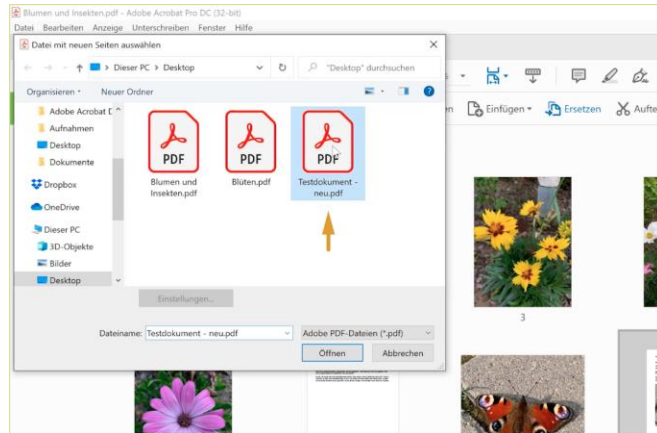 Blumen und Insekten.pdf - Adobe Acrobat Pro DC (32-bit)
Datei Bearbeiten Anzeige Unterschreiben Fenster Hilfe
Datei mit neuen Seiten auswählen
Dieser PC > Desktop
"Desktop" durchsuchen
Organisieren
Neuer Ordner
Einfügen
Ersetzen
Adobe Acrobat
Aufnahmen
Desktop
Dokumente
Dropbox
OneDrive
Dieser PC
3D-Objekte
Bilder
Desktop
PDF
PDF
PDF
Blumen und
Insekten.pdf
Blüten.pdf
Testdokument -
neu.pdf
Einstellungen...
3
Dateiname: Testdokument - neu.pdf
Adobe PDF-Dateien (*.pdf)
Öffnen
Abbrechen